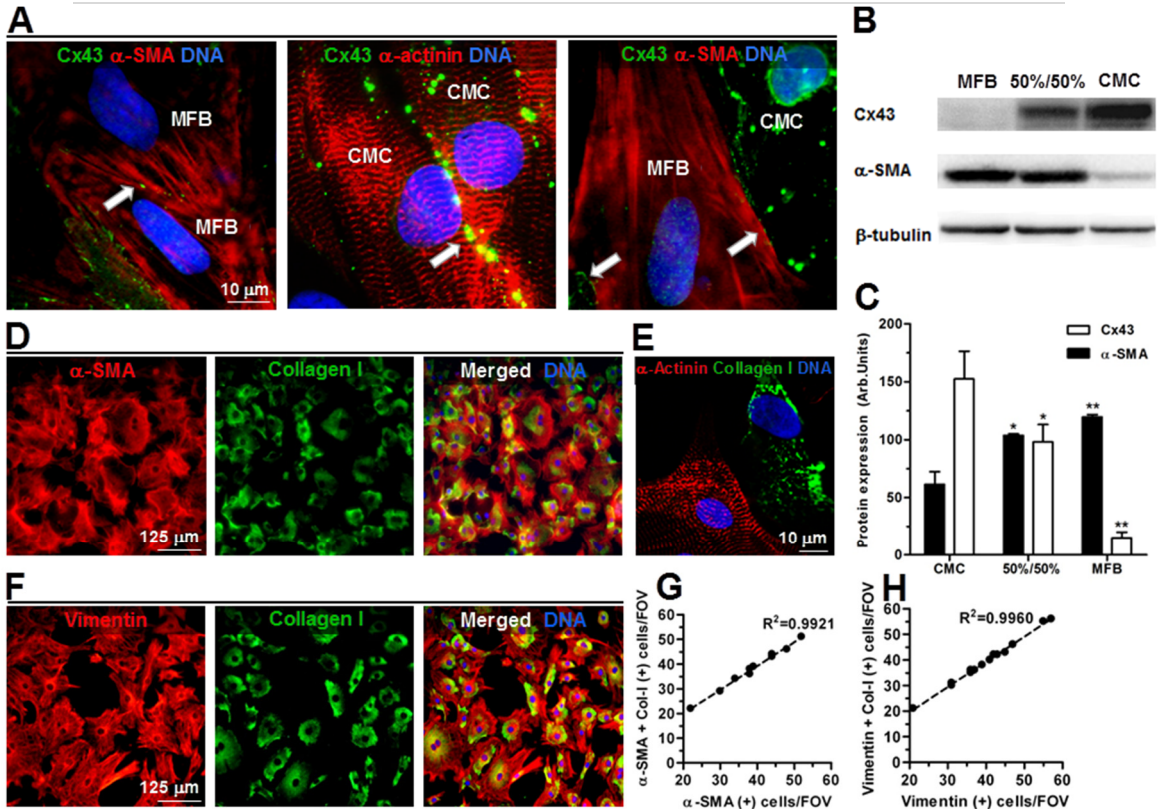 A
Cx43 α-SMA DNA
MFB
MFB
10 μm
Cx43 α-actinin DNA
CMC
CMC
Cx43 α-SMA DNA
CMC
MFB
B
MFB 50%/50% CMC
Cx43
α-SMA
β-tubulin
C
Protein expression (Arb.Units)
200
150
100
50
0
Cx43
α-SMA
*
*
**
**
CMC 50%/50% MFB
D
α-SMA
125 μm
Collagen I
Merged DNA
E
α-Actinin Collagen I DNA
10 μm
F
Vimentin
125 μm
Collagen I
Merged DNA
G
α-SMA + Col-I (+) cells/FOV
60
50
40
30
20
10
0
R²=0.9921
20 30 40 50 60
α-SMA (+) cells/FOV
H
Vimentin + Col-I (+) cells/FOV
60
50
40
30
20
10
0
R²=0.9960
20 30 40 50 60
Vimentin (+) cells/FOV